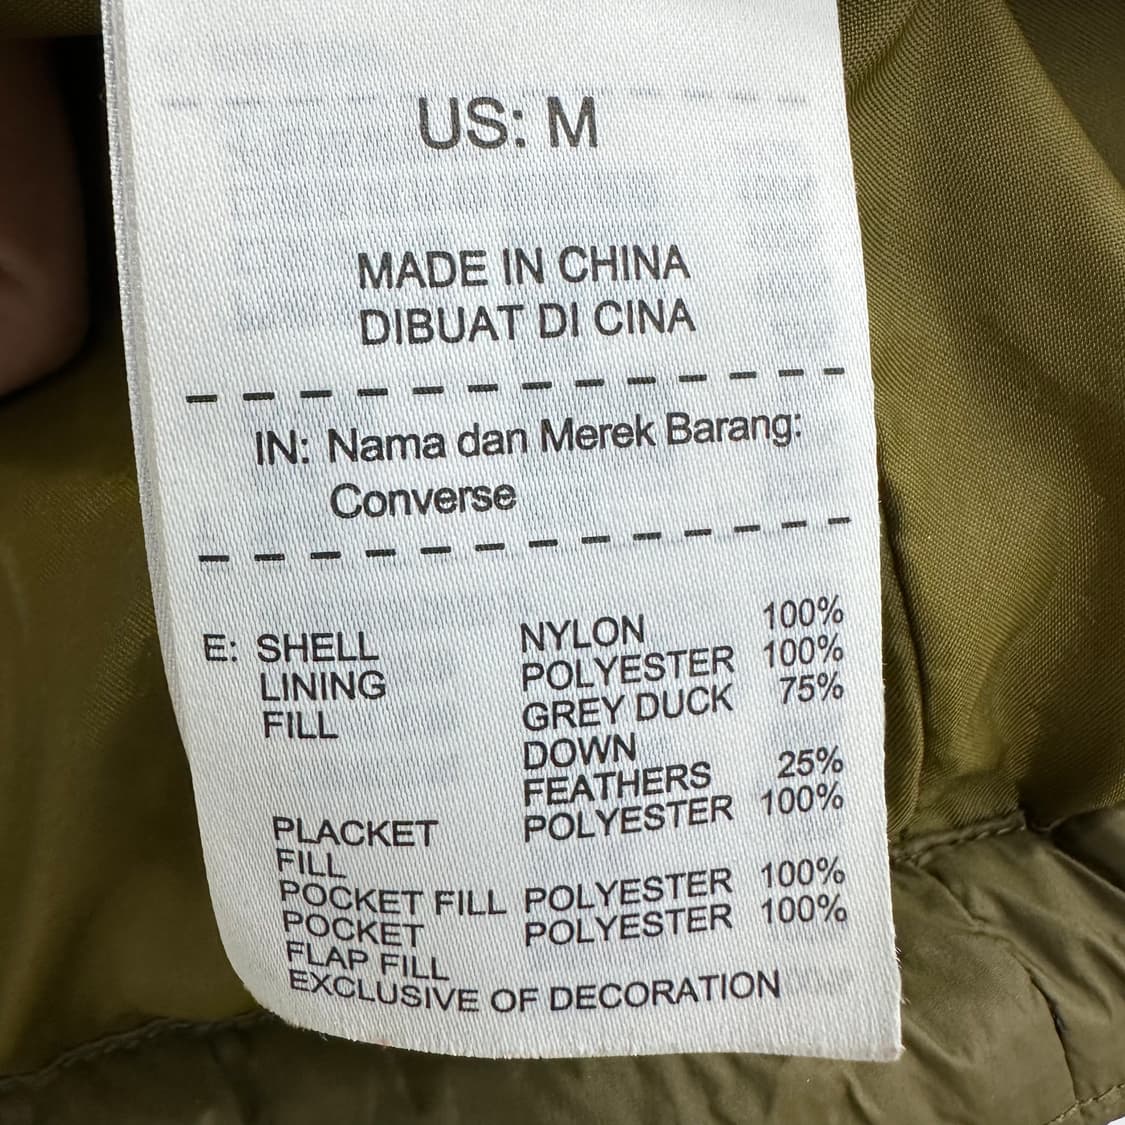 US: M
MADE IN CHINA
DIBUAT DI CINA
IN: Nama dan Merek Barang:
Converse
E: SHELL NYLON 100%
LINING POLYESTER 100%
FILL GREY DUCK 75%
DOWN
FEATHERS 25%
PLACKET POLYESTER 100%
FILL
POCKET FILL POLYESTER 100%
POCKET POLYESTER 100%
FLAP FILL
EXCLUSIVE OF DECORATION